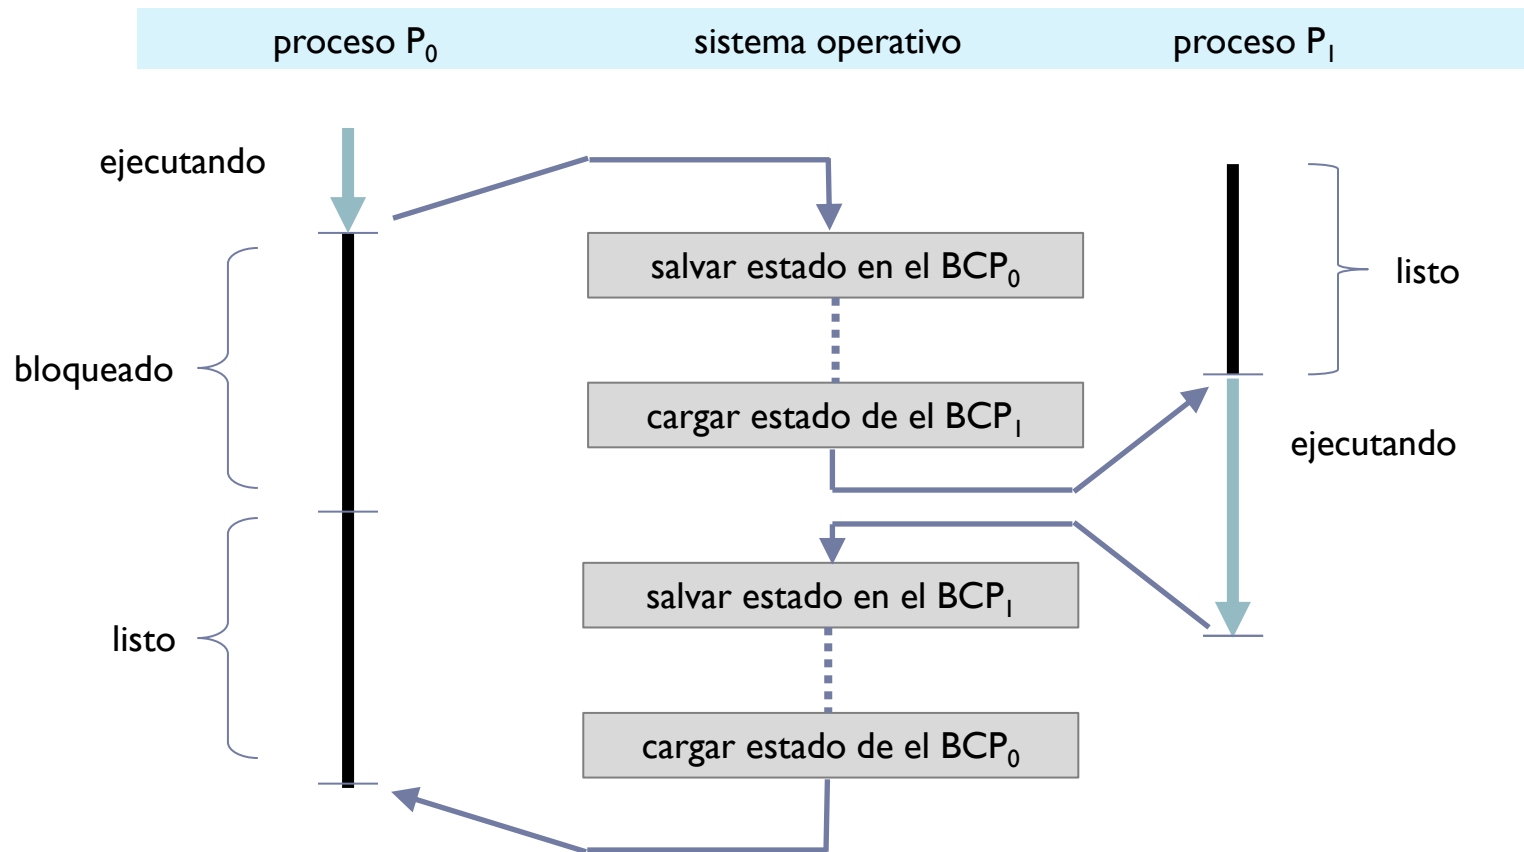 proceso P₀
sistema operativo
proceso P₁
ejecutando
salvar estado en el BCP₀
listo
bloqueado
cargar estado de el BCP₁
ejecutando
salvar estado en el BCP₁
listo
cargar estado de el BCP₀